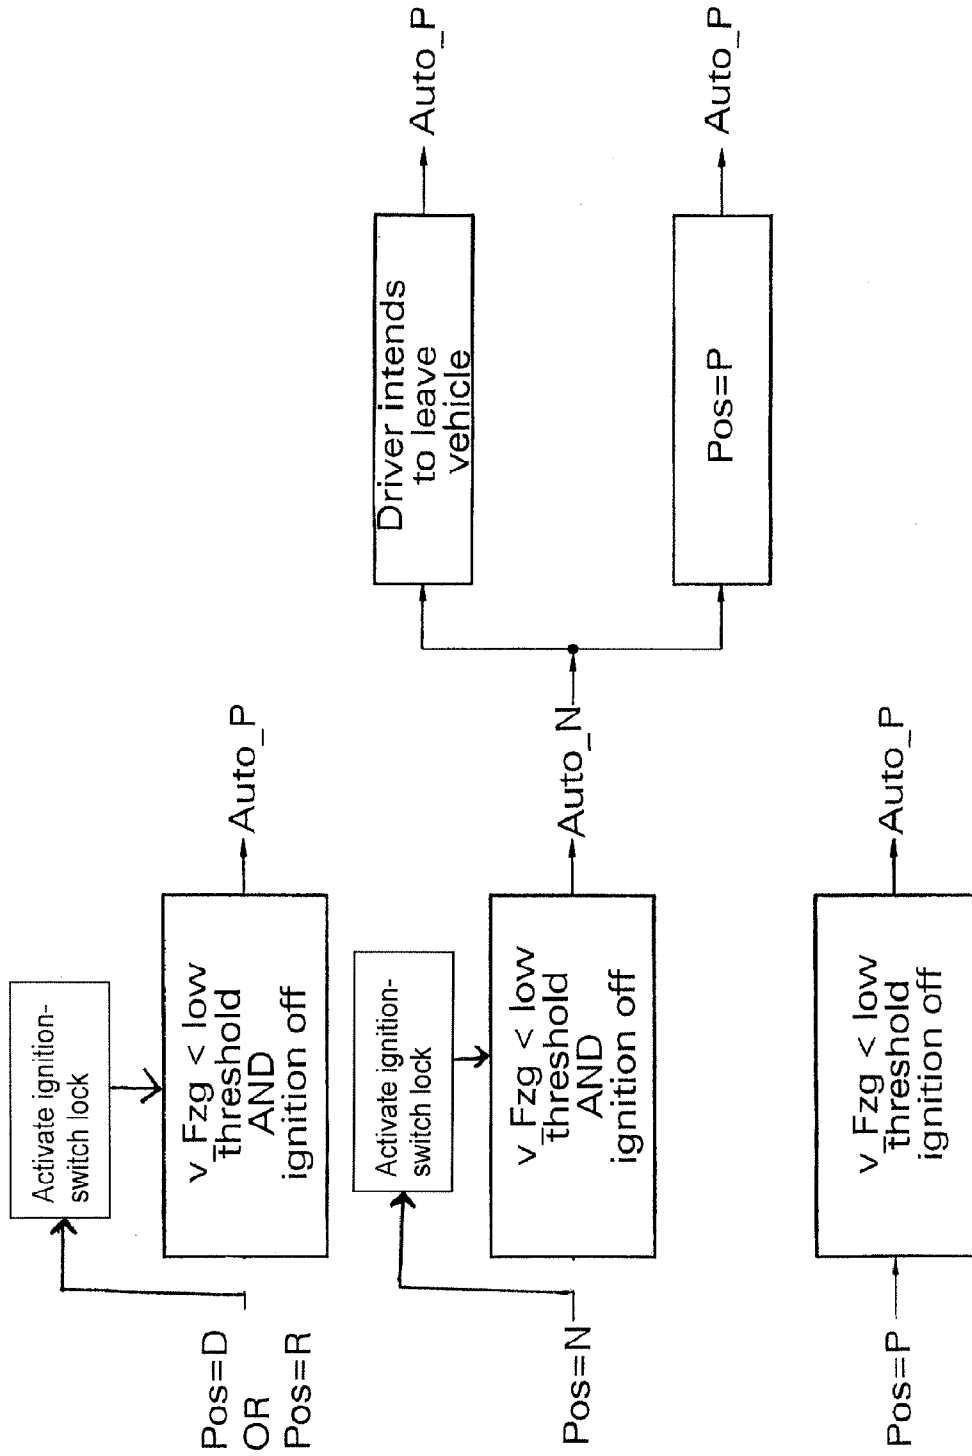 Pos=D
OR
Pos=R
Activate ignition-
switch lock
v_Fzg < low
threshold
AND
ignition off
Auto_P
Pos=N
Activate ignition-
switch lock
v_Fzg < low
threshold
AND
ignition off
Auto_N
Driver intends
to leave
vehicle
Auto_P
Pos=P
Auto_P
Pos=P
v_Fzg < low
threshold
AND
ignition off
Auto_P